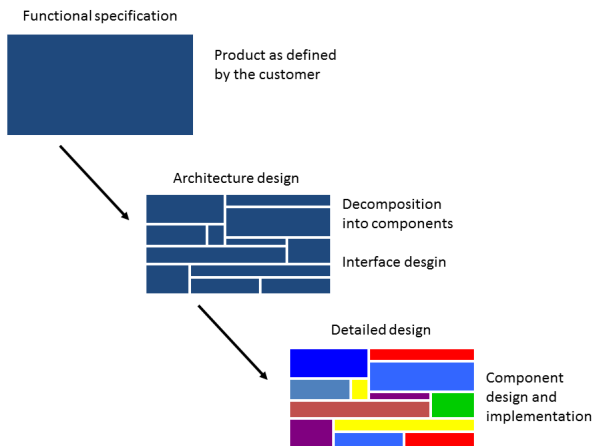 Functional specification
Product as defined
by the customer
Architecture design
Decomposition
into components
Interface desgin
Detailed design
Component
design and
implementation